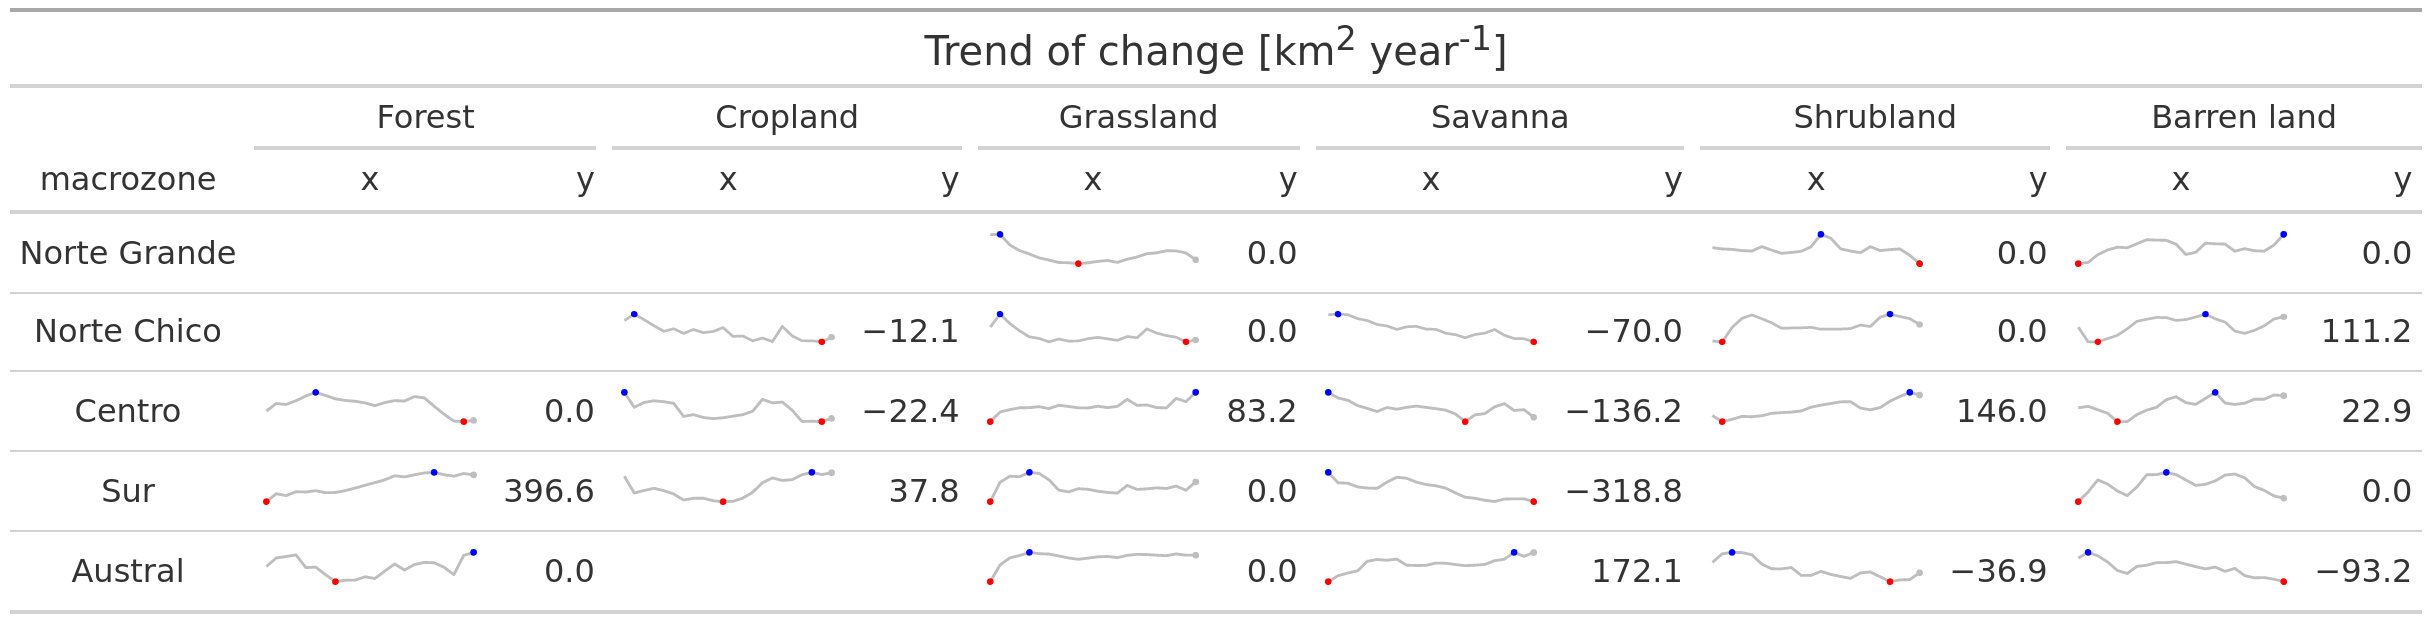 Trend of change [km² year⁻¹]
Forest Cropland Grassland Savanna Shrubland Barren land
macrozone x y x y x y x y x y x y
Norte Grande 0.0 0.0 0.0
Norte Chico −12.1 0.0 −70.0 0.0 111.2
Centro 0.0 −22.4 83.2 −136.2 146.0 22.9
Sur 396.6 37.8 0.0 −318.8 0.0
Austral 0.0 0.0 172.1 −36.9 −93.2